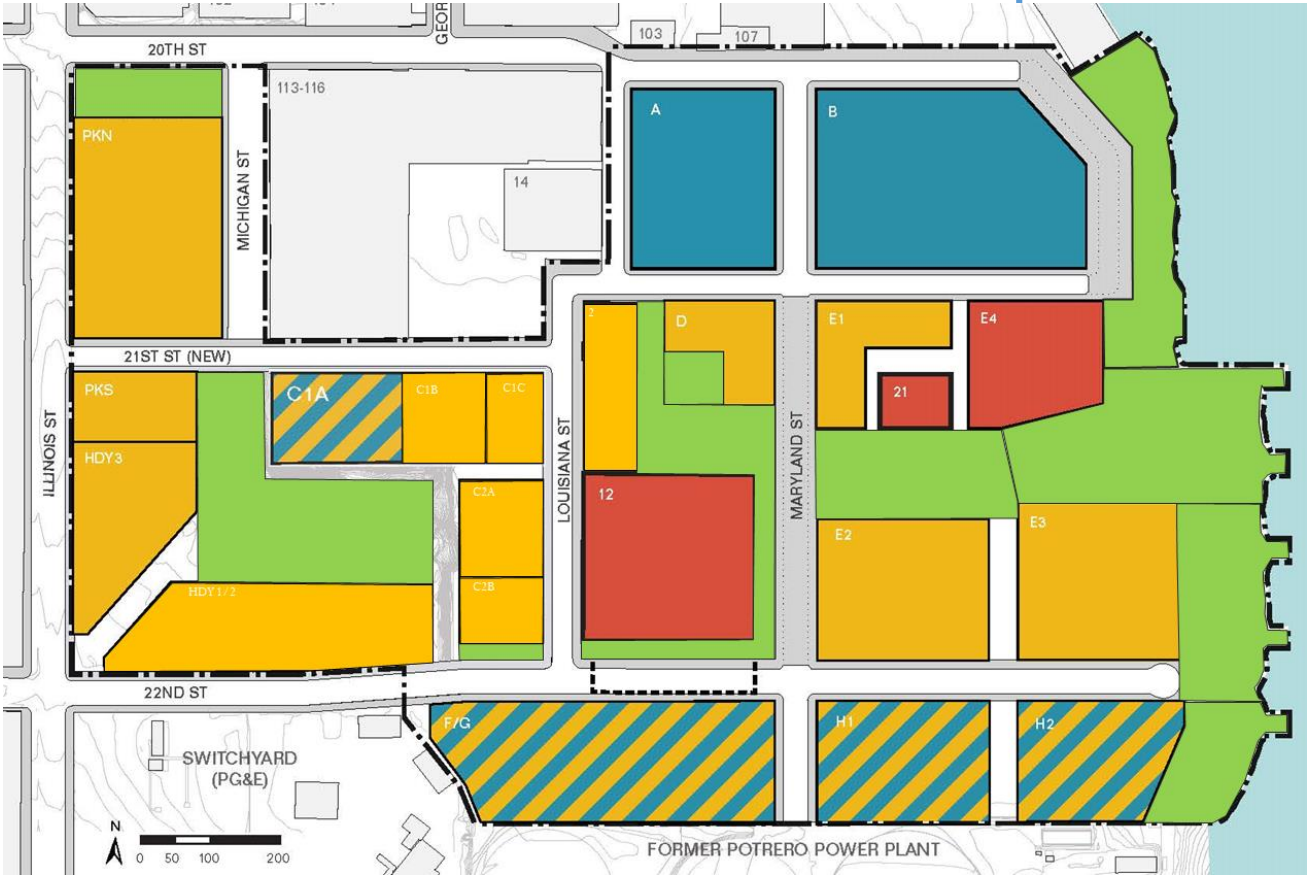 103
107
GEOR
20TH ST
113-116
A
B
PKN
MICHIGAN ST
14
21ST ST (NEW)
2
D
E1
E4
PKS
C1A
C1B
C1C
21
ILLINOIS ST
HDY3
LOUISIANA ST
MARYLAND ST
C2A
12
E2
E3
HDY1/2
C2B
22ND ST
F/G
H1
H2
SWITCHYARD
(PG&E)
N
0 50 100 200
FORMER POTRERO POWER PLANT